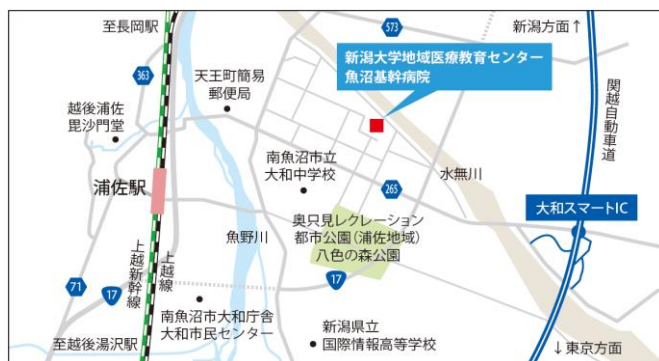 至長岡駅
573
新潟方面↑
新潟大学地域医療教育センター
魚沼基幹病院
363
天王町簡易
郵便局
越後浦佐
毘沙門堂
関越自動車道
南魚沼市立
大和中学校
水無川
浦佐駅
265
大和スマートIC
奥只見レクレーション
都市公園(浦佐地域)
八色の森公園
魚野川
上越新幹線
上越線
17
71
17
南魚沼市大和庁舎
大和市民センター
新潟県立
国際情報高等学校
至越後湯沢駅
↓東京方面